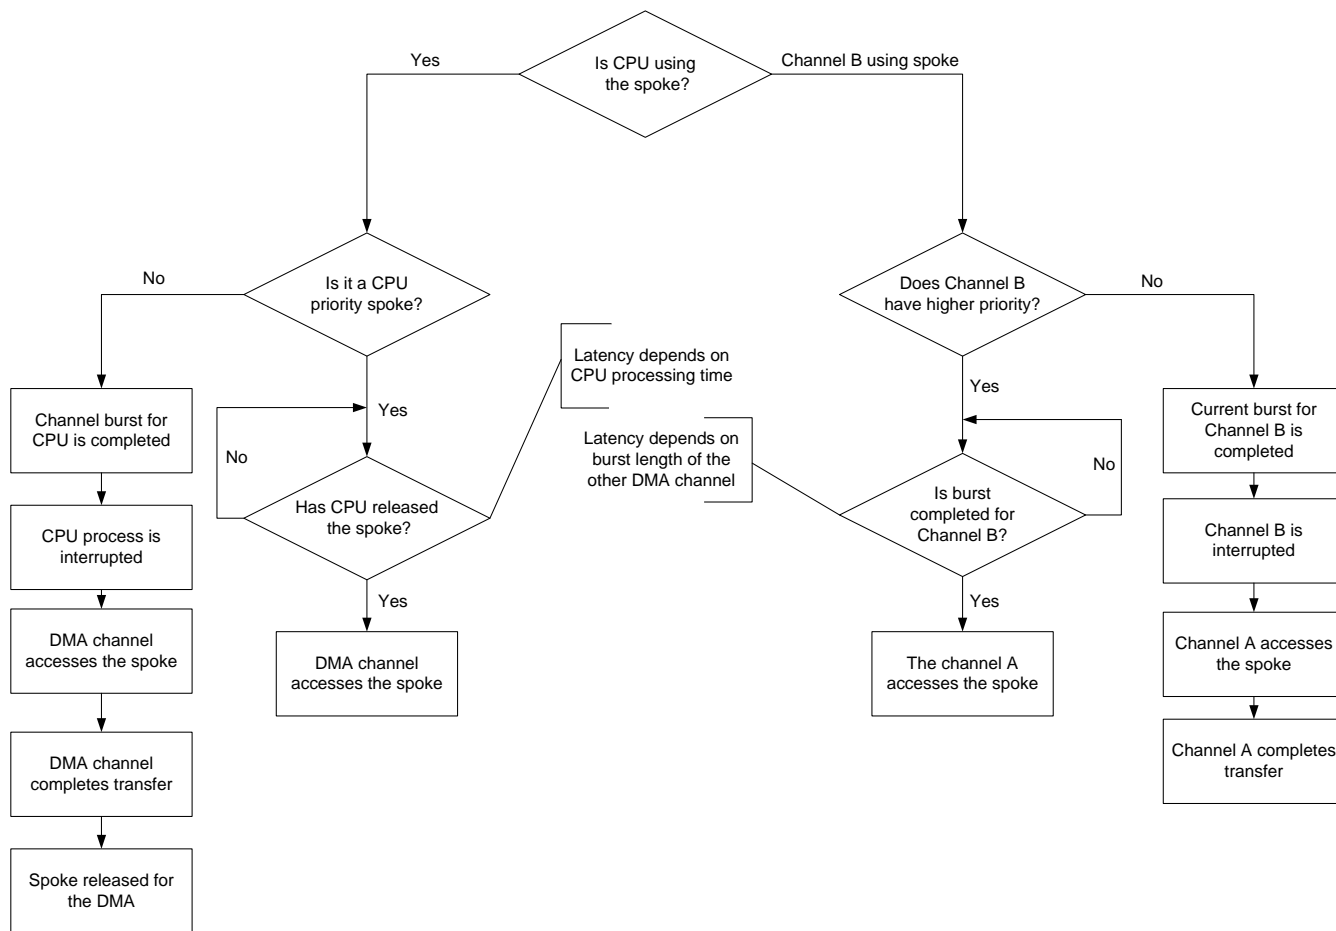 Is CPU using
the spoke?
Yes
Channel B using spoke
Is it a CPU
priority spoke?
No
Does Channel B
have higher priority?
No
Latency depends on
CPU processing time
Yes
Yes
Channel burst for
CPU is completed
Current burst for
Channel B is
completed
Latency depends on
burst length of the
other DMA channel
No
No
Has CPU released
the spoke?
Is burst
completed for
Channel B?
CPU process is
interrupted
Channel B is
interrupted
Yes
Yes
DMA channel
accesses the spoke
DMA channel
accesses the spoke
The channel A
accesses the spoke
Channel A accesses
the spoke
DMA channel
completes transfer
Channel A completes
transfer
Spoke released for
the DMA